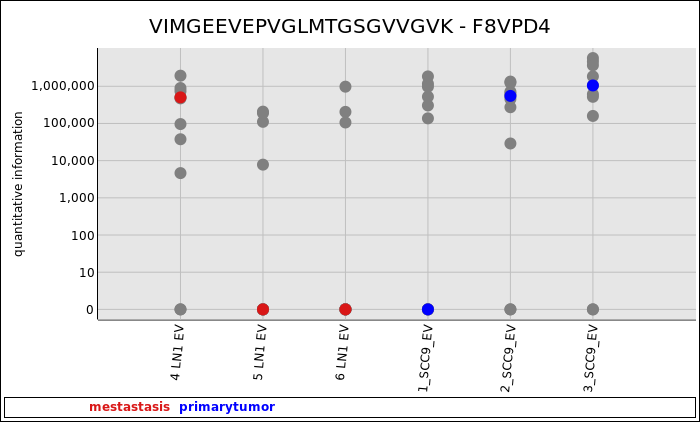 VIMGEEVEPVGLMTGSGVVGVK - F8VPD4
quantitative information
1,000,000
100,000
10,000
1,000
100
10
0
4 LN1 EV
5 LN1 EV
6 LN1 EV
1_SCC9_EV
2_SCC9_EV
3_SCC9_EV
mestastasis primarytumor